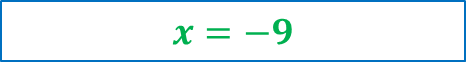 x = −9